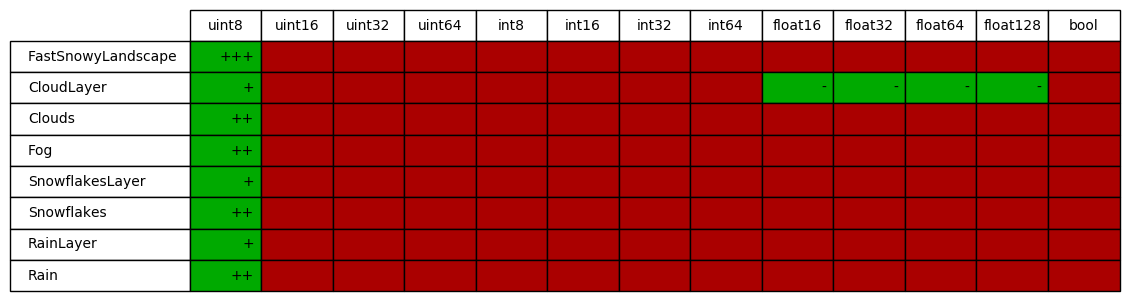 uint8 uint16 uint32 uint64 int8 int16 int32 int64 float16 float32 float64 float128 bool
FastSnowyLandscape +++
CloudLayer + - - - -
Clouds ++
Fog ++
SnowflakesLayer +
Snowflakes ++
RainLayer +
Rain ++